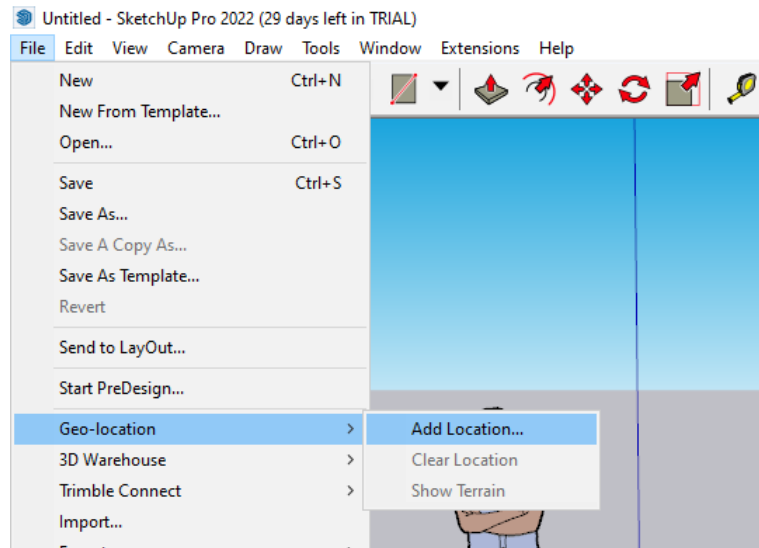 Untitled - SketchUp Pro 2022 (29 days left in TRIAL)
File Edit View Camera Draw Tools Window Extensions Help
New Ctrl+N
New From Template...
Open... Ctrl+O
Save Ctrl+S
Save As...
Save A Copy As...
Save As Template...
Revert
Send to LayOut...
Start PreDesign...
Geo-location > Add Location...
3D Warehouse > Clear Location
Trimble Connect > Show Terrain
Import...